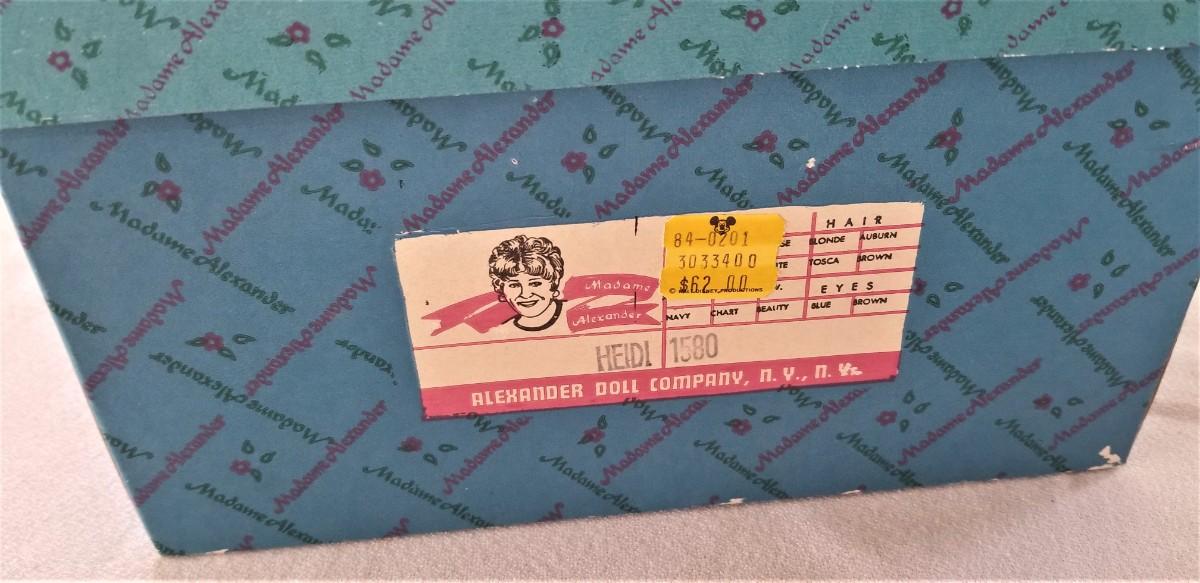 Madame Alexander
HAIR
BLONDE AUBURN
TOSCA BROWN
EYES
NAVY CHART BEAUTY BLUE BROWN
84-0201
3033400
$62.00
Madame
Alexander
HEIDI 1580
ALEXANDER DOLL COMPANY, N.Y., N.Y.